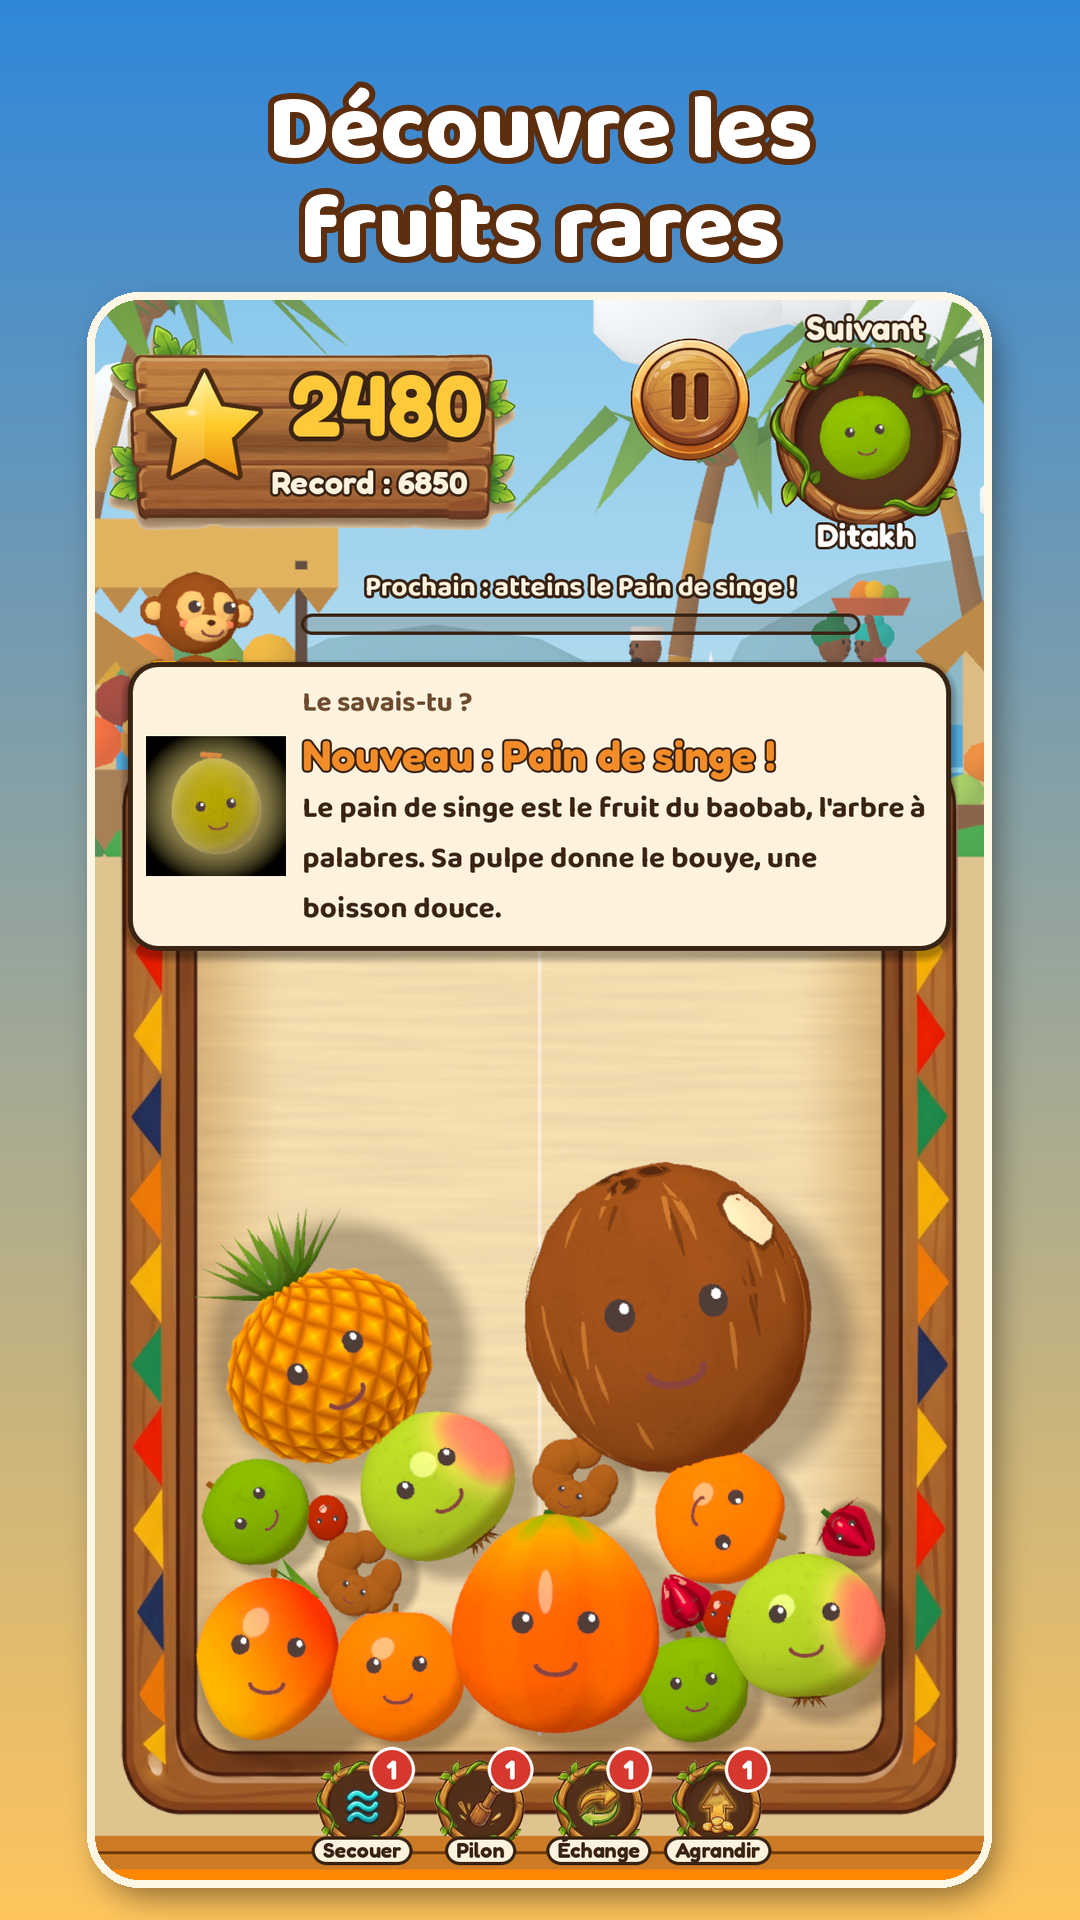 Découvre les
fruits rares
Suivant
2480
Record : 6850
Ditakh
Prochain : atteins le Pain de singe !
Le savais-tu ?
Nouveau : Pain de singe !
Le pain de singe est le fruit du baobab, l'arbre à
palabres. Sa pulpe donne le bouye, une
boisson douce.
1 1 1 1
Secouer Pilon Échange Agrandir